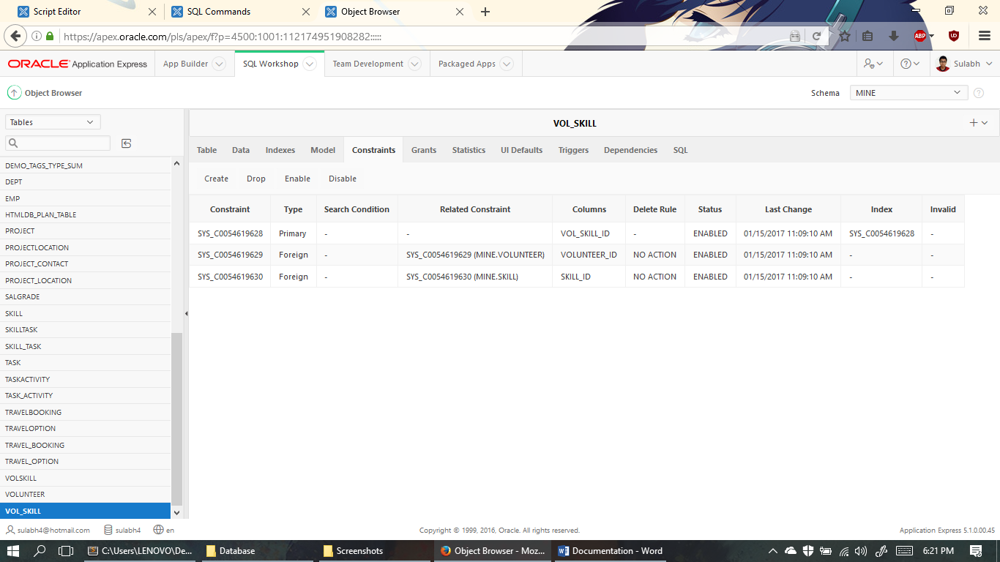 Script Editor
SQL Commands
Object Browser
https://apex.oracle.com/pls/apex/f?p=4500:1001:112174951908282:::::
ABP
ORACLE Application Express
App Builder
SQL Workshop
Team Development
Packaged Apps
Sulabh
Object Browser
Schema
MINE
Tables
VOL_SKILL
Table Data Indexes Model Constraints Grants Statistics UI Defaults Triggers Dependencies SQL
Create Drop Enable Disable
Constraint Type Search Condition Related Constraint Columns Delete Rule Status Last Change Index Invalid
SYS_C0054619628 Primary - - VOL_SKILL_ID - ENABLED 01/15/2017 11:09:10 AM SYS_C0054619628 -
SYS_C0054619629 Foreign - SYS_C0054619629 (MINE.VOLUNTEER) VOLUNTEER_ID NO ACTION ENABLED 01/15/2017 11:09:10 AM - -
SYS_C0054619630 Foreign - SYS_C0054619630 (MINE.SKILL) SKILL_ID NO ACTION ENABLED 01/15/2017 11:09:10 AM - -
DEMO_TAGS_TYPE_SUM
DEPT
EMP
HTMLDB_PLAN_TABLE
PROJECT
PROJECTLOCATION
PROJECT_CONTACT
PROJECT_LOCATION
SALGRADE
SKILL
SKILLTASK
SKILL_TASK
TASK
TASKACTIVITY
TASK_ACTIVITY
TRAVELBOOKING
TRAVELOPTION
TRAVEL_BOOKING
TRAVEL_OPTION
VOLSKILL
VOLUNTEER
VOL_SKILL
sulabh4@hotmail.com
sulabh4
en
Copyright © 1999, 2016, Oracle. All rights reserved.
Application Express 5.1.0.00.45
C:\Users\LENOVO\De...
Database
Screenshots
Object Browser - Moz...
Documentation - Word
6:21 PM